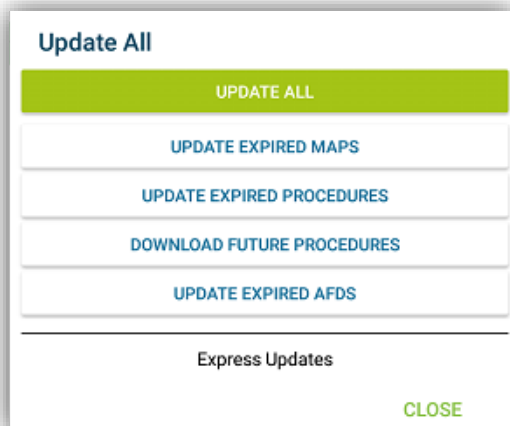 Update All
UPDATE ALL
UPDATE EXPIRED MAPS
UPDATE EXPIRED PROCEDURES
DOWNLOAD FUTURE PROCEDURES
UPDATE EXPIRED AFDS
Express Updates
CLOSE